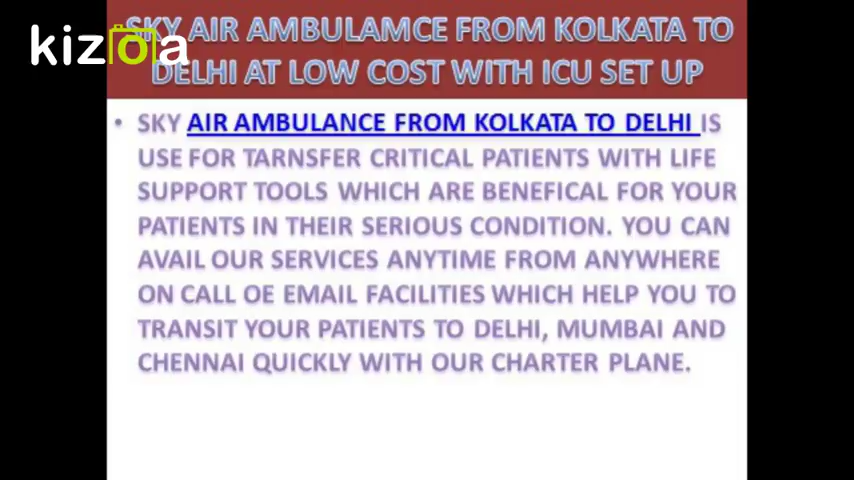 kizoa
SKY AIR AMBULAMCE FROM KOLKATA TO
DELHI AT LOW COST WITH ICU SET UP
• SKY AIR AMBULANCE FROM KOLKATA TO DELHI IS
USE FOR TARNSFER CRITICAL PATIENTS WITH LIFE
SUPPORT TOOLS WHICH ARE BENEFICAL FOR YOUR
PATIENTS IN THEIR SERIOUS CONDITION. YOU CAN
AVAIL OUR SERVICES ANYTIME FROM ANYWHERE
ON CALL OE EMAIL FACILITIES WHICH HELP YOU TO
TRANSIT YOUR PATIENTS TO DELHI, MUMBAI AND
CHENNAI QUICKLY WITH OUR CHARTER PLANE.